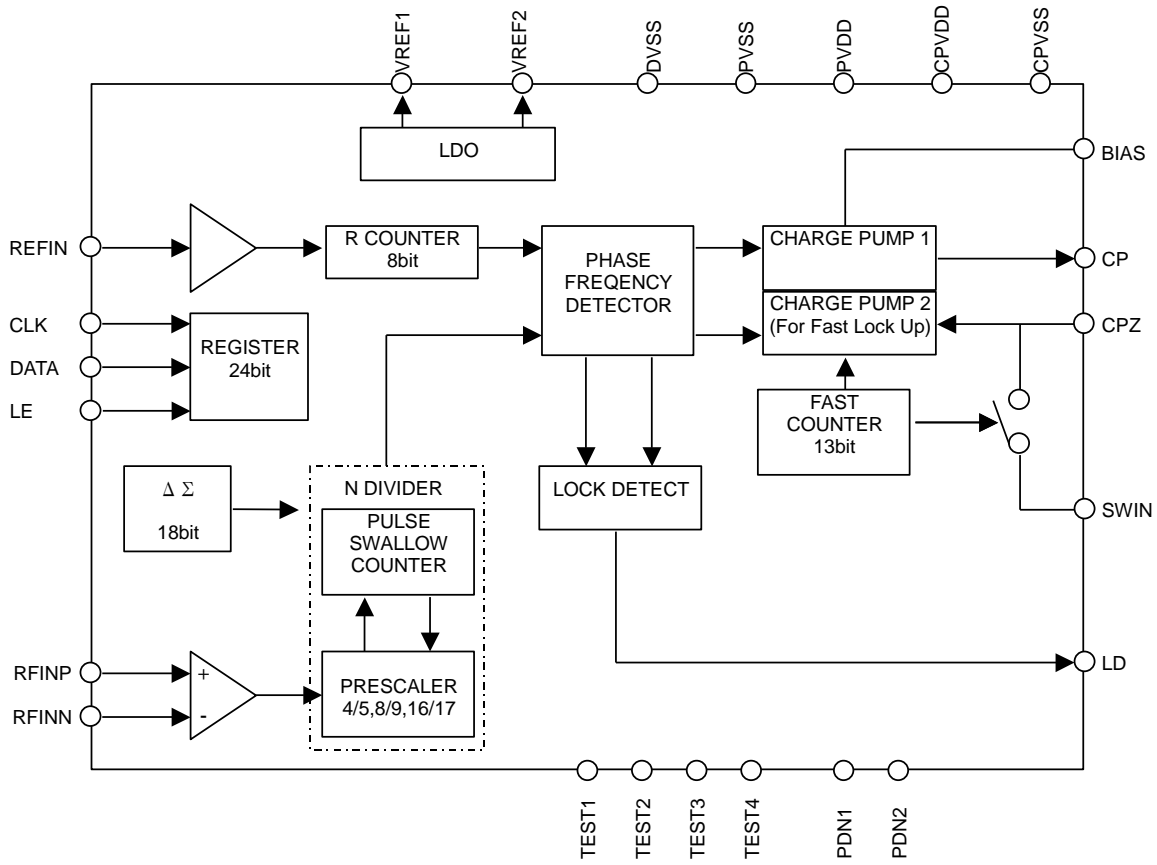 VREF1
VREF2
DVSS
PVSS
PVDD
CPVDD
CPVSS
LDO
BIAS
REFIN
R COUNTER
8bit
PHASE
FREQENCY
DETECTOR
CHARGE PUMP 1
CP
CHARGE PUMP 2
(For Fast Lock Up)
CPZ
CLK
DATA
LE
REGISTER
24bit
FAST
COUNTER
13bit
Δ Σ
18bit
N DIVIDER
PULSE
SWALLOW
COUNTER
LOCK DETECT
SWIN
RFINP
RFINN
+
-
PRESCALER
4/5,8/9,16/17
LD
TEST1
TEST2
TEST3
TEST4
PDN1
PDN2